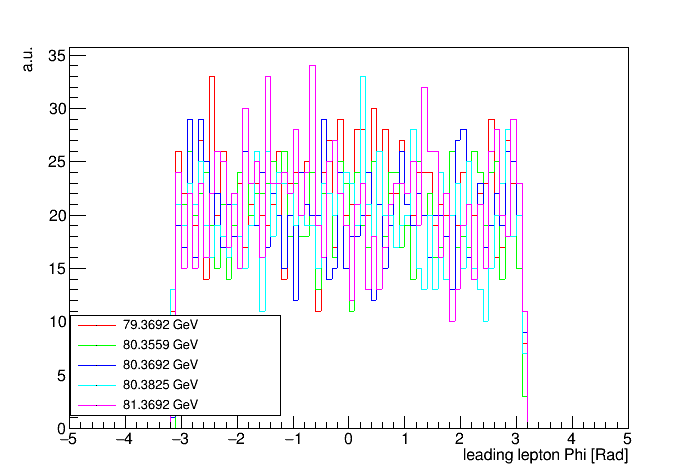 a.u.
35
30
25
20
15
10
5
0
79.3692 GeV
80.3559 GeV
80.3692 GeV
80.3825 GeV
81.3692 GeV
−5 −4 −3 −2 −1 0 1 2 3 4 5
leading lepton Phi [Rad]